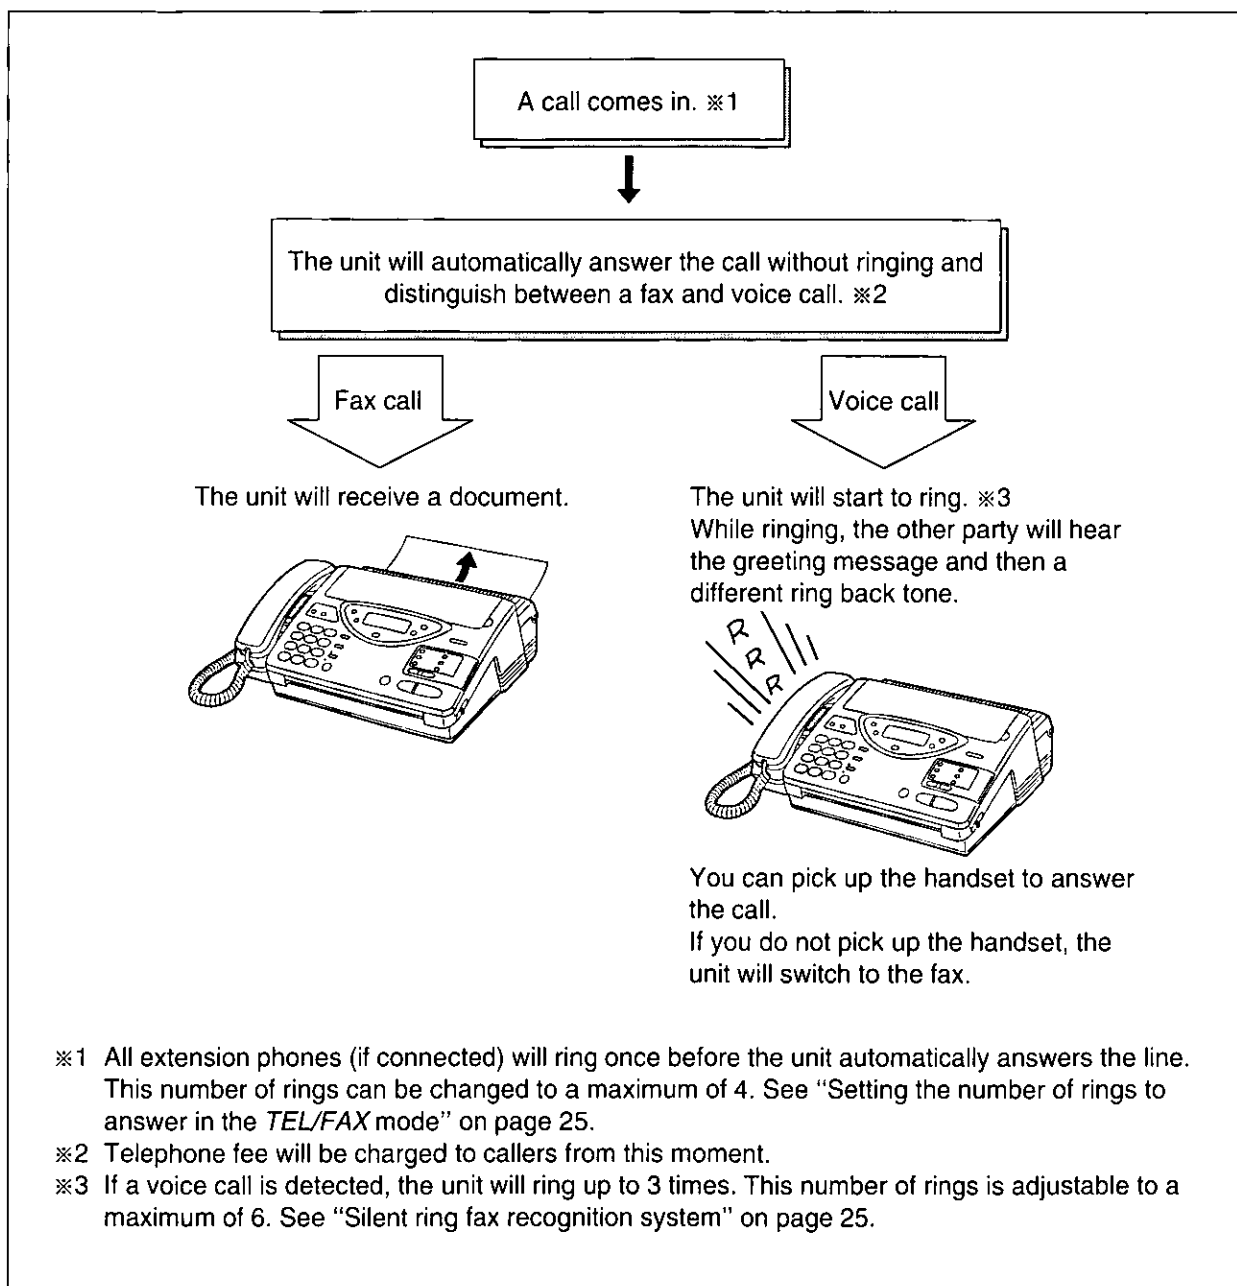 A call comes in. ※1
The unit will automatically answer the call without ringing and
distinguish between a fax and voice call. ※2
Fax call
Voice call
The unit will receive a document.
The unit will start to ring. ※3
While ringing, the other party will hear
the greeting message and then a
different ring back tone.
R
R
R
You can pick up the handset to answer
the call.
If you do not pick up the handset, the
unit will switch to the fax.
※1 All extension phones (if connected) will ring once before the unit automatically answers the line.
This number of rings can be changed to a maximum of 4. See “Setting the number of rings to
answer in the TEL/FAX mode” on page 25.
※2 Telephone fee will be charged to callers from this moment.
※3 If a voice call is detected, the unit will ring up to 3 times. This number of rings is adjustable to a
maximum of 6. See “Silent ring fax recognition system” on page 25.